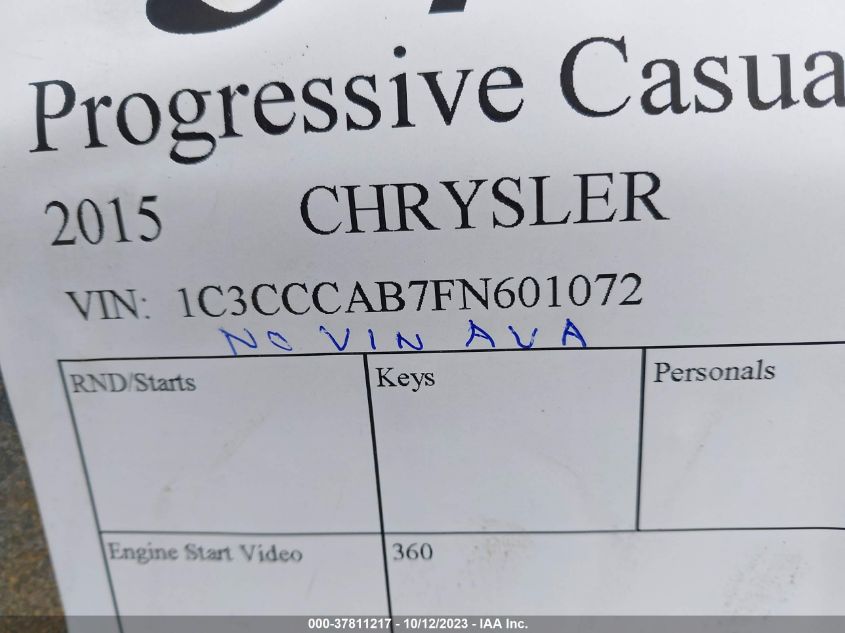 Progressive Casua
2015 CHRYSLER
VIN: 1C3CCCAB7FN601072
NO VIN AVA
RND/Starts Keys Personals
Engine Start Video 360
000-37811217 - 10/12/2023 - IAA Inc.